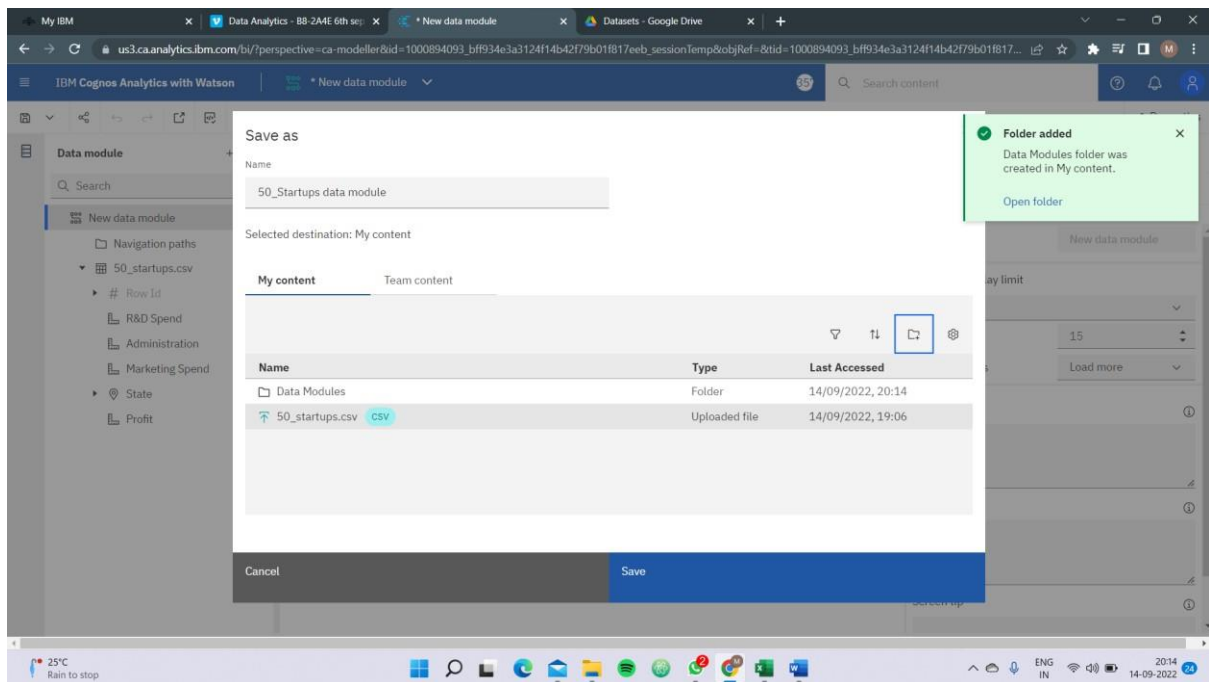 My IBM
Data Analytics - B8-2A4E 6th sep
* New data module
Datasets - Google Drive
us3.ca.analytics.ibm.com/bi/?perspective=ca-modeller&id=1000894093_bff934e3a3124f14b42f79b01f817eeb_sessionTemp&objRef=&tid=1000894093_bff934e3a3124f14b42f79b01f817...
M
IBM Cognos Analytics with Watson
* New data module
Search content
Data module
Search
New data module
Navigation paths
50_startups.csv
# Row Id
R&D Spend
Administration
Marketing Spend
State
Profit
Save as
Name
50_Startups data module
Selected destination: My content
My content Team content
Name Type Last Accessed
Data Modules Folder 14/09/2022, 20:14
50_startups.csv CSV Uploaded file 14/09/2022, 19:06
Cancel Save
Folder added
Data Modules folder was
created in My content.
Open folder
New data module
ay limit
15
Load more
25°C
Rain to stop
ENG
IN
20:14
14-09-2022
24